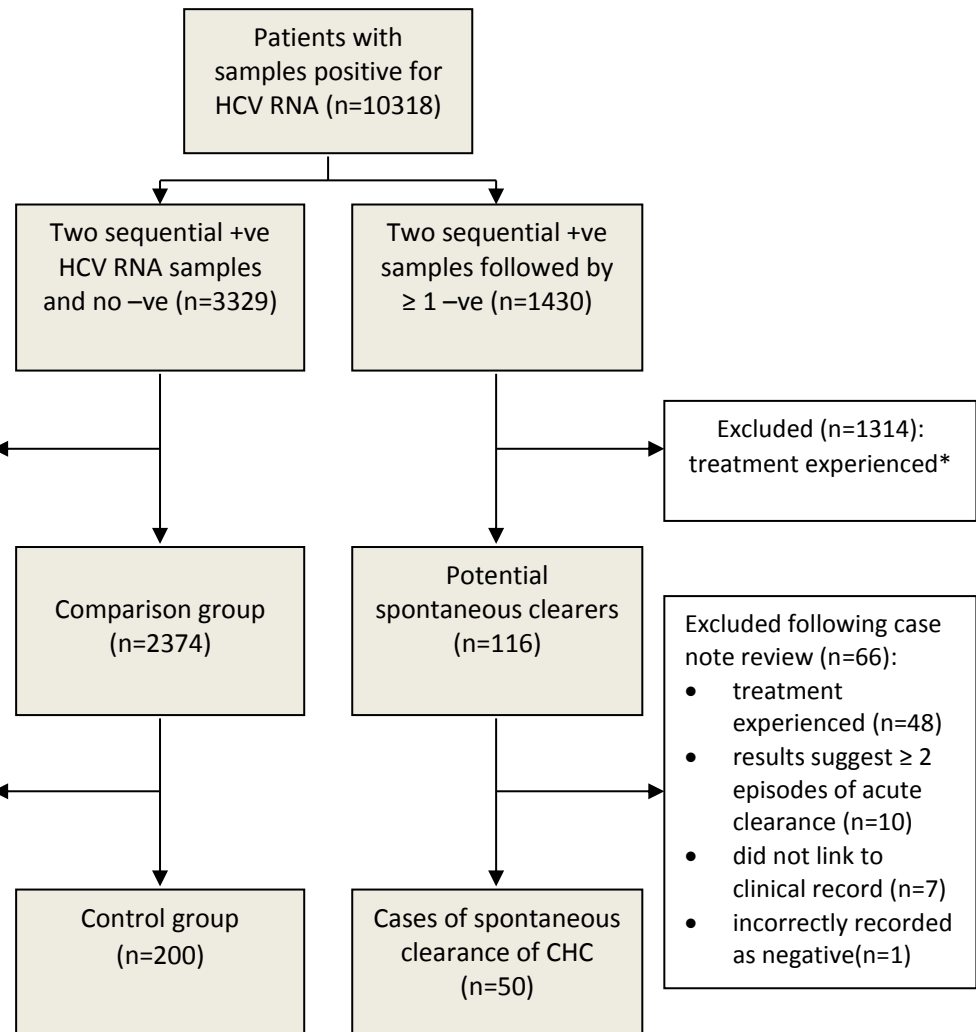 Patients with
samples positive for
HCV RNA (n=10318)
Two sequential +ve
HCV RNA samples
and no –ve (n=3329)
Two sequential +ve
samples followed by
≥ 1 –ve (n=1430)
Excluded (n=1314):
treatment experienced*
Comparison group
(n=2374)
Potential
spontaneous clearers
(n=116)
Excluded following case
note review (n=66):
• treatment
experienced (n=48)
• results suggest ≥ 2
episodes of acute
clearance (n=10)
• did not link to
clinical record (n=7)
• incorrectly recorded
as negative(n=1)
Control group
(n=200)
Cases of spontaneous
clearance of CHC
(n=50)